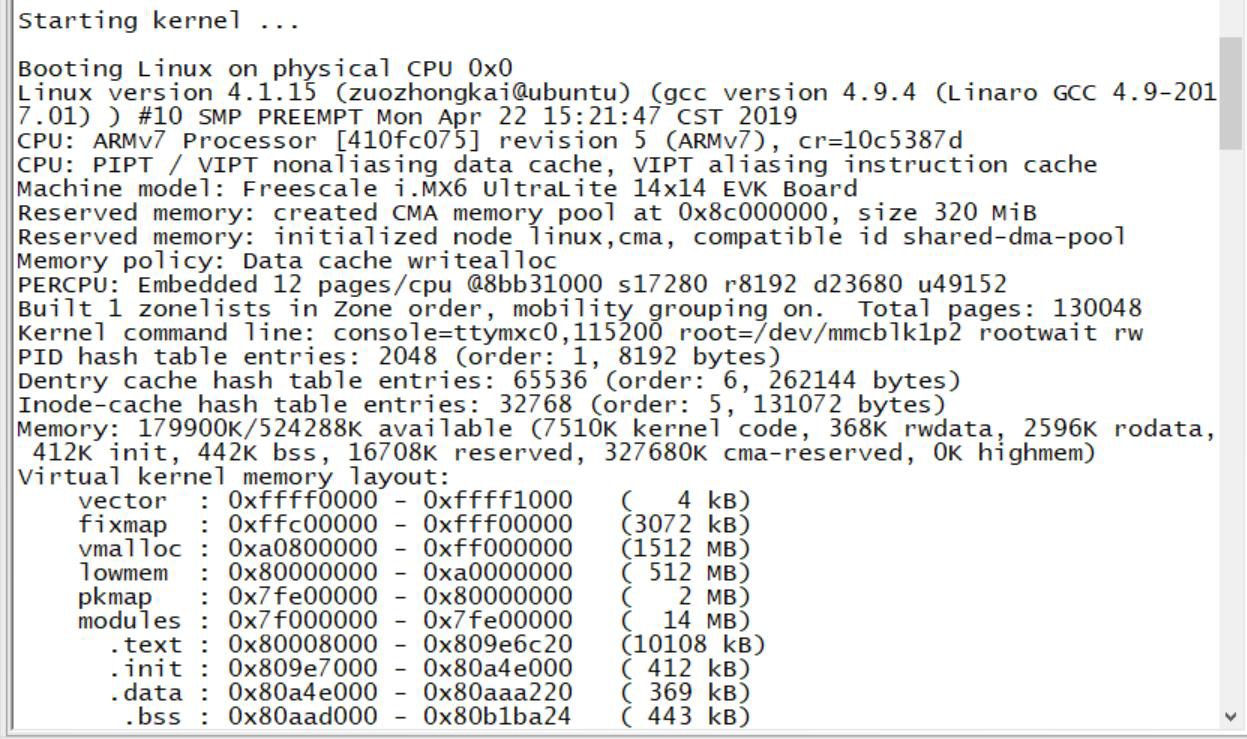 Starting kernel ...
Booting Linux on physical CPU 0x0
Linux version 4.1.15 (zuozhongkai@ubuntu) (gcc version 4.9.4 (Linaro GCC 4.9-201
7.01) ) #10 SMP PREEMPT Mon Apr 22 15:21:47 CST 2019
CPU: ARMv7 Processor [410fc075] revision 5 (ARMv7), cr=10c5387d
CPU: PIPT / VIPT nonaliasing data cache, VIPT aliasing instruction cache
Machine model: Freescale i.MX6 UltraLite 14x14 EVK Board
Reserved memory: created CMA memory pool at 0x8c000000, size 320 MiB
Reserved memory: initialized node linux,cma, compatible id shared-dma-pool
Memory policy: Data cache writealloc
PERCPU: Embedded 12 pages/cpu @8bb31000 s17280 r8192 d23680 u49152
Built 1 zonelists in Zone order, mobility grouping on.  Total pages: 130048
Kernel command line: console=ttymxc0,115200 root=/dev/mmcblk1p2 rootwait rw
PID hash table entries: 2048 (order: 1, 8192 bytes)
Dentry cache hash table entries: 65536 (order: 6, 262144 bytes)
Inode-cache hash table entries: 32768 (order: 5, 131072 bytes)
Memory: 179900K/524288K available (7510K kernel code, 368K rwdata, 2596K rodata,
 412K init, 442K bss, 16708K reserved, 327680K cma-reserved, 0K highmem)
Virtual kernel memory layout:
    vector  : 0xffff0000 - 0xffff1000   (   4 kB)
    fixmap  : 0xffc00000 - 0xfff00000   (3072 kB)
    vmalloc : 0xa0800000 - 0xff000000   (1512 MB)
    lowmem  : 0x80000000 - 0xa0000000   ( 512 MB)
    pkmap   : 0x7fe00000 - 0x80000000   (   2 MB)
    modules : 0x7f000000 - 0x7fe00000   (  14 MB)
      .text : 0x80008000 - 0x809e6c20   (10108 kB)
      .init : 0x809e7000 - 0x80a4e000   ( 412 kB)
      .data : 0x80a4e000 - 0x80aaa220   ( 369 kB)
       .bss : 0x80aad000 - 0x80b1ba24   ( 443 kB)